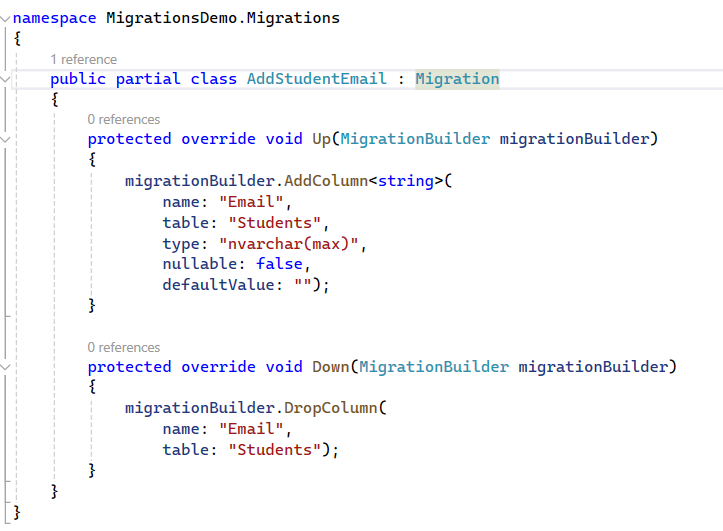 namespace MigrationsDemo.Migrations
{
1 reference
public partial class AddStudentEmail : Migration
{
0 references
protected override void Up(MigrationBuilder migrationBuilder)
{
migrationBuilder.AddColumn<string>(
name: "Email",
table: "Students",
type: "nvarchar(max)",
nullable: false,
defaultValue: "");
}
0 references
protected override void Down(MigrationBuilder migrationBuilder)
{
migrationBuilder.DropColumn(
name: "Email",
table: "Students");
}
}
}